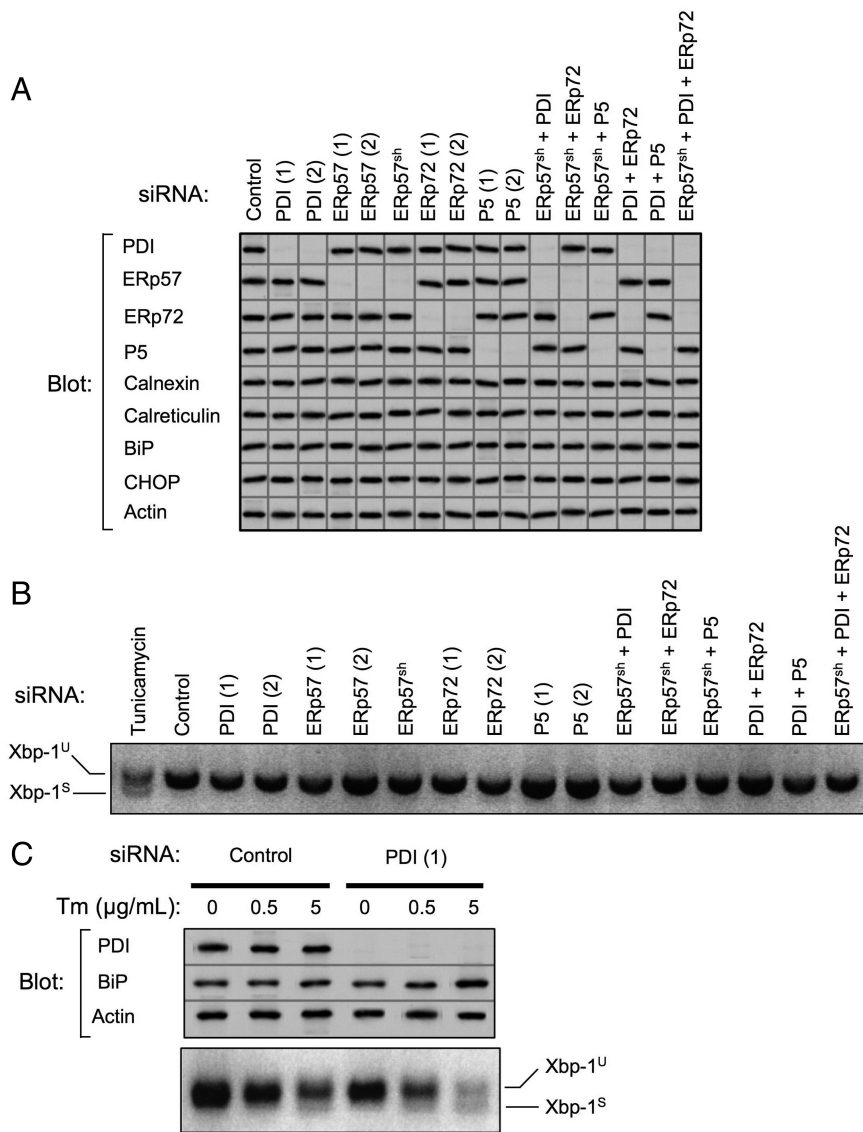 A
siRNA:
Control
PDI (1)
PDI (2)
ERp57 (1)
ERp57 (2)
ERp57sh
ERp72 (1)
ERp72 (2)
P5 (1)
P5 (2)
ERp57sh + PDI
ERp57sh + ERp72
ERp57sh + P5
PDI + ERp72
PDI + P5
ERp57sh + PDI + ERp72
Blot:
PDI
ERp57
ERp72
P5
Calnexin
Calreticulin
BiP
CHOP
Actin
B
siRNA:
Tunicamycin
Control
PDI (1)
PDI (2)
ERp57 (1)
ERp57 (2)
ERp57sh
ERp72 (1)
ERp72 (2)
P5 (1)
P5 (2)
ERp57sh + PDI
ERp57sh + ERp72
ERp57sh + P5
PDI + ERp72
PDI + P5
ERp57sh + PDI + ERp72
Xbp-1U
Xbp-1S
C
siRNA: Control PDI (1)
Tm (µg/mL): 0 0.5 5 0 0.5 5
Blot:
PDI
BiP
Actin
Xbp-1U
Xbp-1S